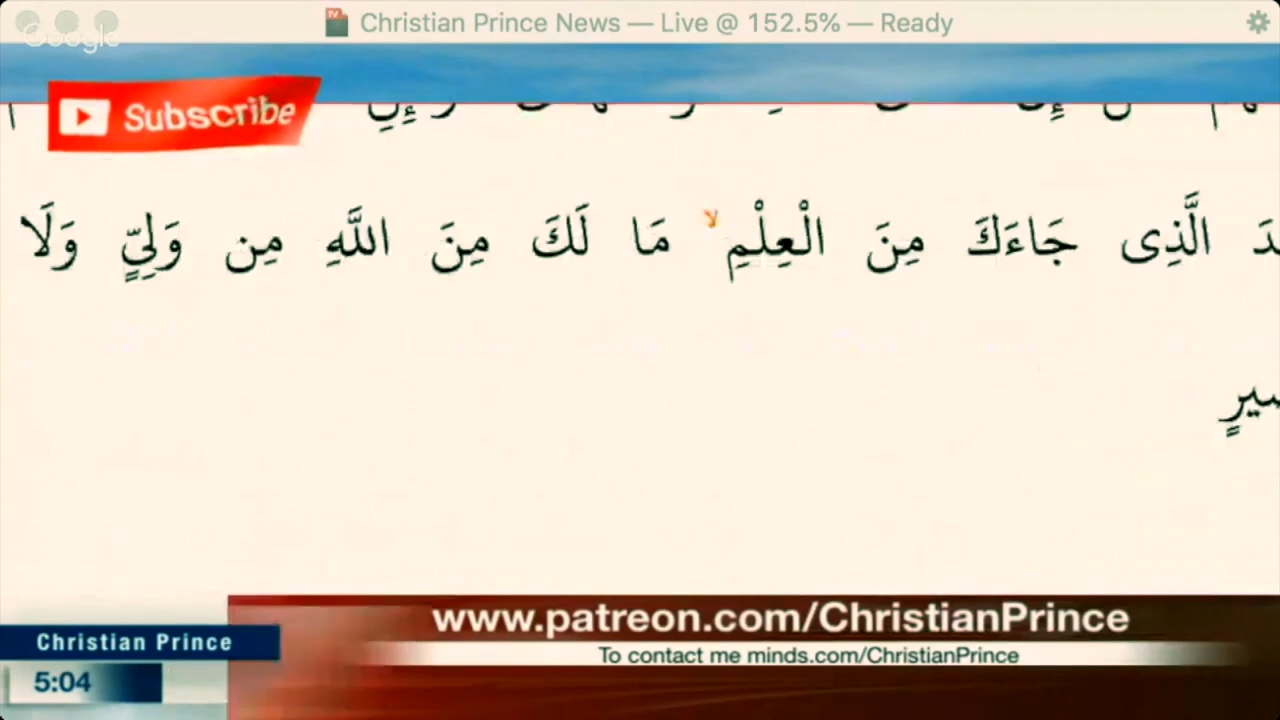 Christian Prince News — Live @ 152.5% — Ready
Google
Subscribe
الَّذِى جَاءَكَ مِنَ الْعِلْمِ ۙ مَا لَكَ مِنَ اللَّهِ مِن وَلِيٍّ وَلَا
www.patreon.com/ChristianPrince
Christian Prince
To contact me minds.com/ChristianPrince
5:04